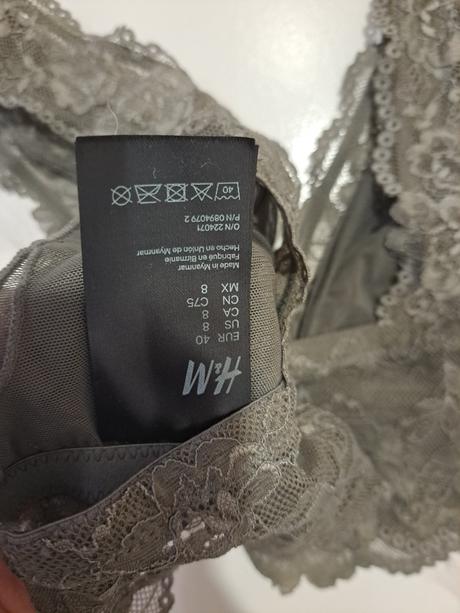 H&M
EUR 40
US 8
CA 8
CN C75
MX 8
Made in Myanmar
Fabriqué en Birmanie
Hecho en Unión de Myanmar
O/N 224071
P/N 0894079 2
40